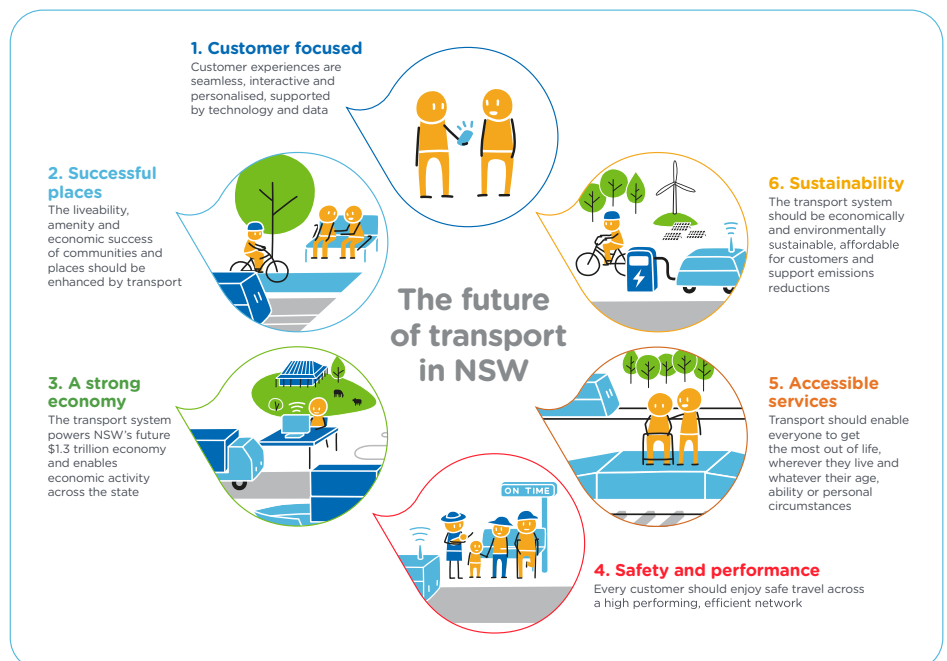 1. Customer focused
Customer experiences are
seamless, interactive and
personalised, supported
by technology and data
2. Successful
places
The liveability,
amenity and
economic success
of communities and
places should be
enhanced by transport
3. A strong
economy
The transport system
powers NSW's future
$1.3 trillion economy
and enables
economic activity
across the state
The future
of transport
in NSW
ON TIME
4. Safety and performance
Every customer should enjoy safe travel across
a high performing, efficient network
5. Accessible
services
Transport should enable
everyone to get
the most out of life,
wherever they live and
whatever their age,
ability or personal
circumstances
6. Sustainability
The transport system
should be economically
and environmentally
sustainable, affordable
for customers and
support emissions
reductions